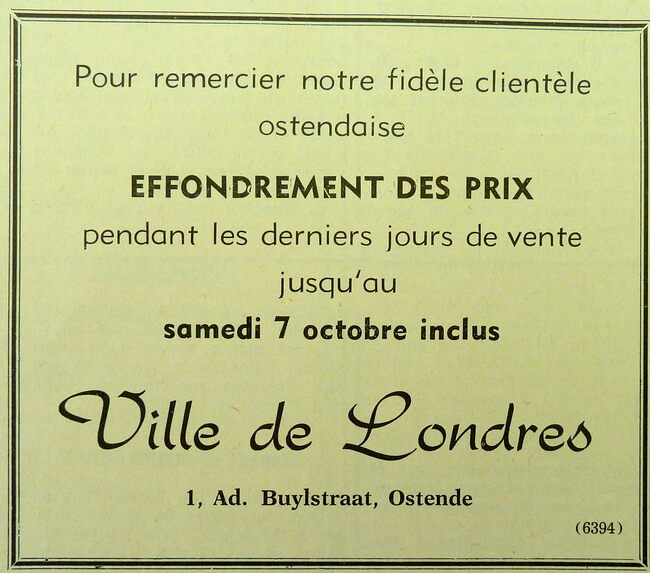 Pour remercier notre fidèle clientèle
ostendaise
EFFONDREMENT DES PRIX
pendant les derniers jours de vente
jusqu'au
samedi 7 octobre inclus
Ville de Londres
1, Ad. Buylstraat, Ostende
(6394)